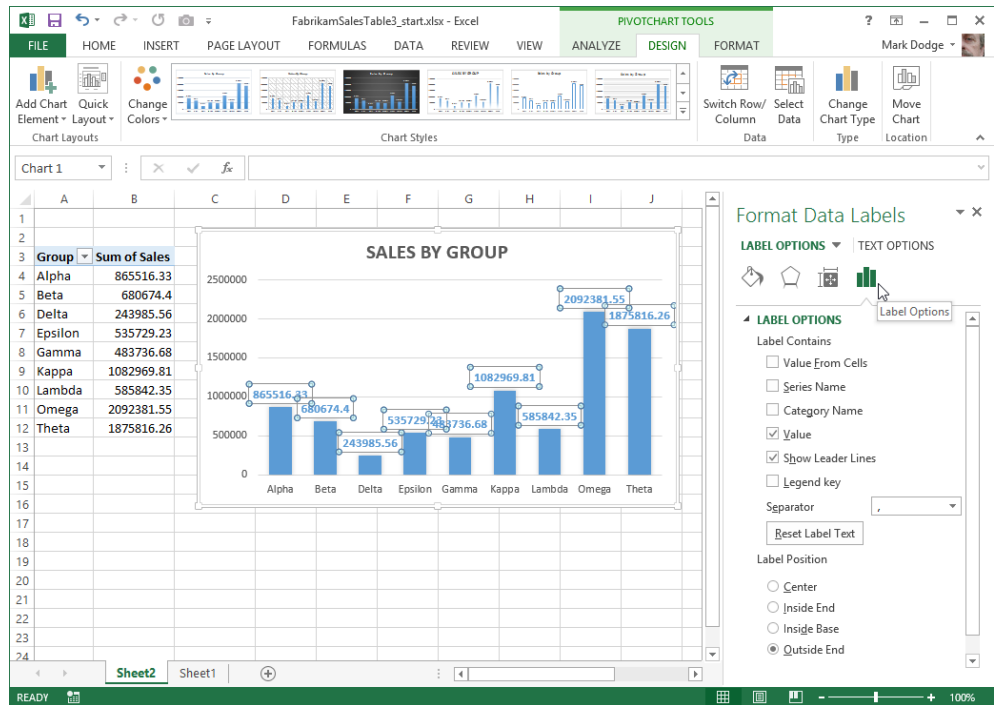 FabrikamSalesTable3_start.xlsx - Excel
PIVOTCHART TOOLS
?
FILE HOME INSERT PAGE LAYOUT FORMULAS DATA REVIEW VIEW ANALYZE DESIGN FORMAT Mark Dodge
Add Chart Element
Quick Layout
Change Colors
Switch Row/ Column
Select Data
Change Chart Type
Move Chart
Chart Layouts Chart Styles Data Type Location
Chart 1 fx
A B C D E F G H I J
1
2
3 Group Sum of Sales
4 Alpha 865516.33
5 Beta 680674.4
6 Delta 243985.56
7 Epsilon 535729.23
8 Gamma 483736.68
9 Kappa 1082969.81
10 Lambda 585842.35
11 Omega 2092381.55
12 Theta 1875816.26
13
14
15
16
17
18
19
20
21
22
23
24
SALES BY GROUP
2500000
2000000
1500000
1000000
500000
0
865516.33
680674.4
243985.56
535729.23
483736.68
1082969.81
585842.35
2092381.55
1875816.26
Alpha Beta Delta Epsilon Gamma Kappa Lambda Omega Theta
Format Data Labels
LABEL OPTIONS TEXT OPTIONS
Label Options
LABEL OPTIONS
Label Contains
Value From Cells
Series Name
Category Name
Value
Show Leader Lines
Legend key
Separator ,
Reset Label Text
Label Position
Center
Inside End
Inside Base
Outside End
Sheet2 Sheet1
READY 100%